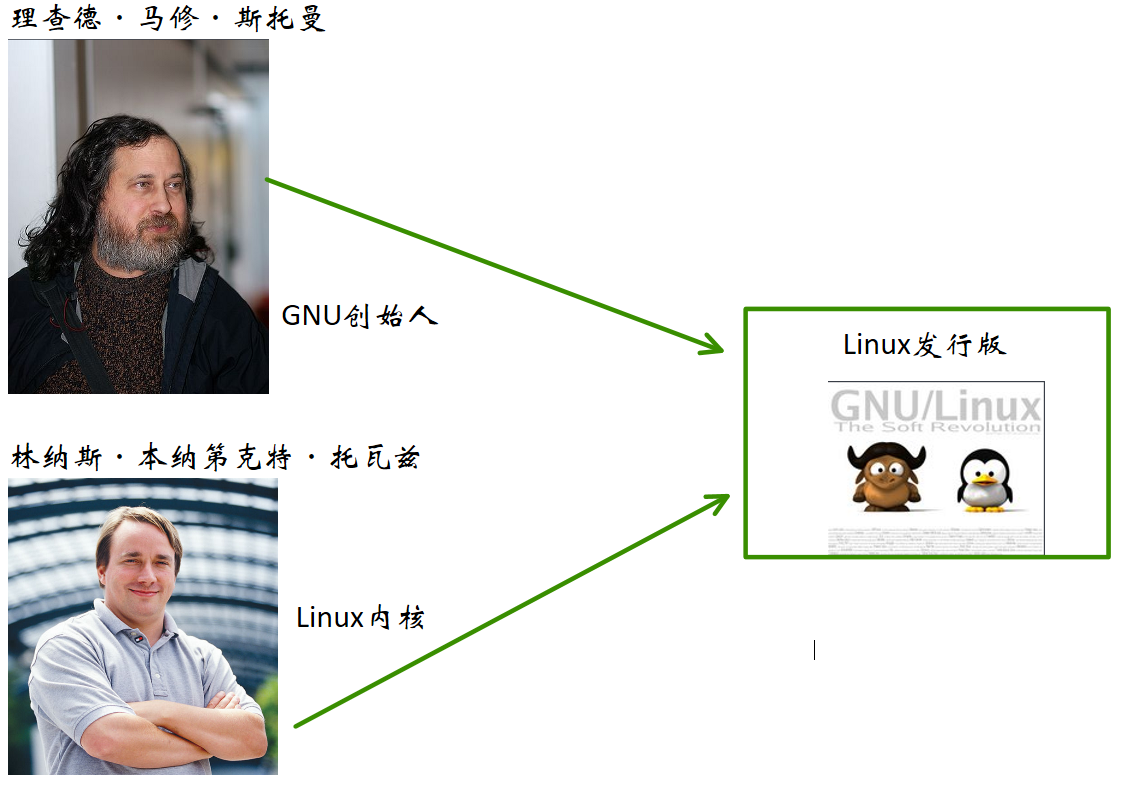 理查德·马修·斯托曼
GNU创始人
Linux发行版
GNU/Linux
The Soft Revolution
林纳斯·本纳第克特·托瓦兹
Linux内核